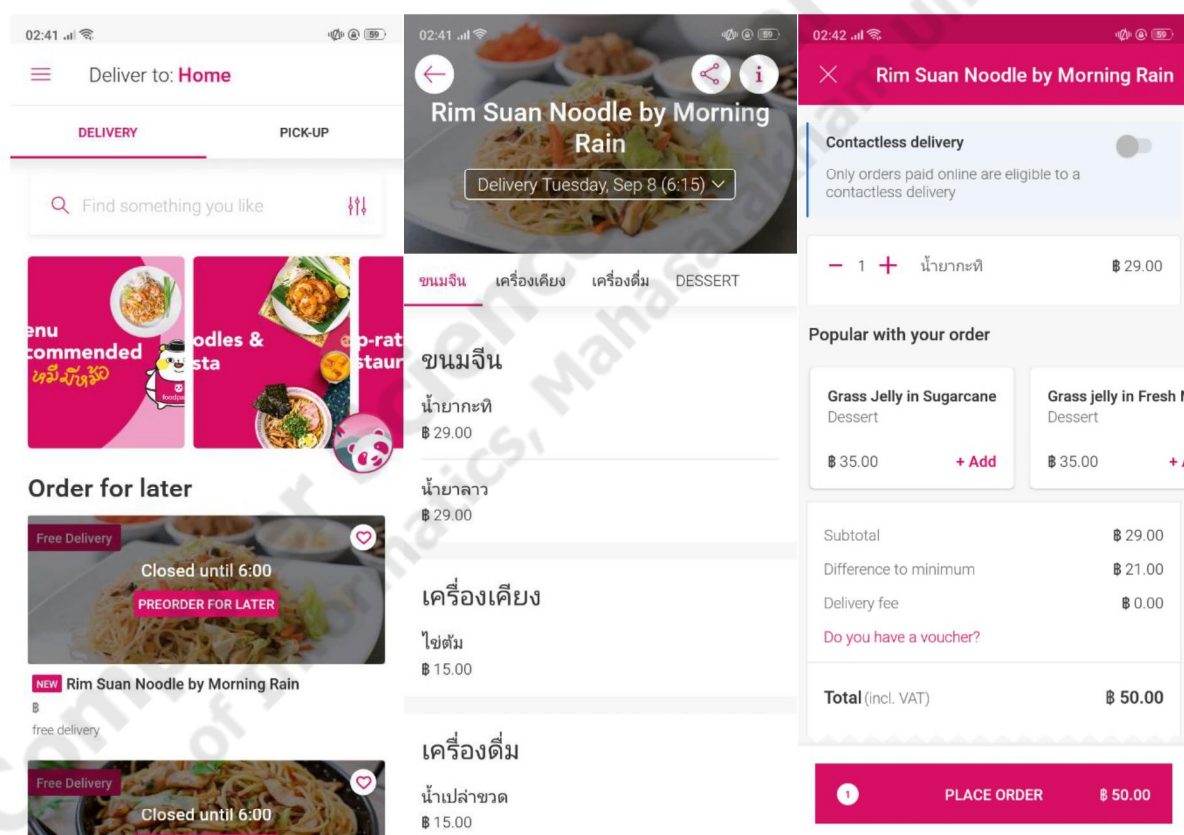 02:41
59
Deliver to: Home
DELIVERY
PICK-UP
Find something you like
enu
commended
หมีมีหม้อ
foodpa
odles &
sta
p-rat
staur
Order for later
Free Delivery
Closed until 6:00
PREORDER FOR LATER
NEW Rim Suan Noodle by Morning Rain
฿
free delivery
Free Delivery
Closed until 6:00
02:41
59
Rim Suan Noodle by Morning
Rain
Delivery Tuesday, Sep 8 (6:15)
ขนมจีน เครื่องเคียง เครื่องดื่ม DESSERT
ขนมจีน
น้ำยากะทิ
฿ 29.00
น้ำยาลาว
฿ 29.00
เครื่องเคียง
ไข่ต้ม
฿ 15.00
เครื่องดื่ม
น้ำเปล่าขวด
฿ 15.00
02:42
59
Rim Suan Noodle by Morning Rain
Contactless delivery
Only orders paid online are eligible to a
contactless delivery
− 1 + น้ำยากะทิ ฿ 29.00
Popular with your order
Grass Jelly in Sugarcane
Dessert
฿ 35.00 + Add
Grass jelly in Fresh
Dessert
฿ 35.00 +
Subtotal ฿ 29.00
Difference to minimum ฿ 21.00
Delivery fee ฿ 0.00
Do you have a voucher?
Total (incl. VAT) ฿ 50.00
1 PLACE ORDER ฿ 50.00